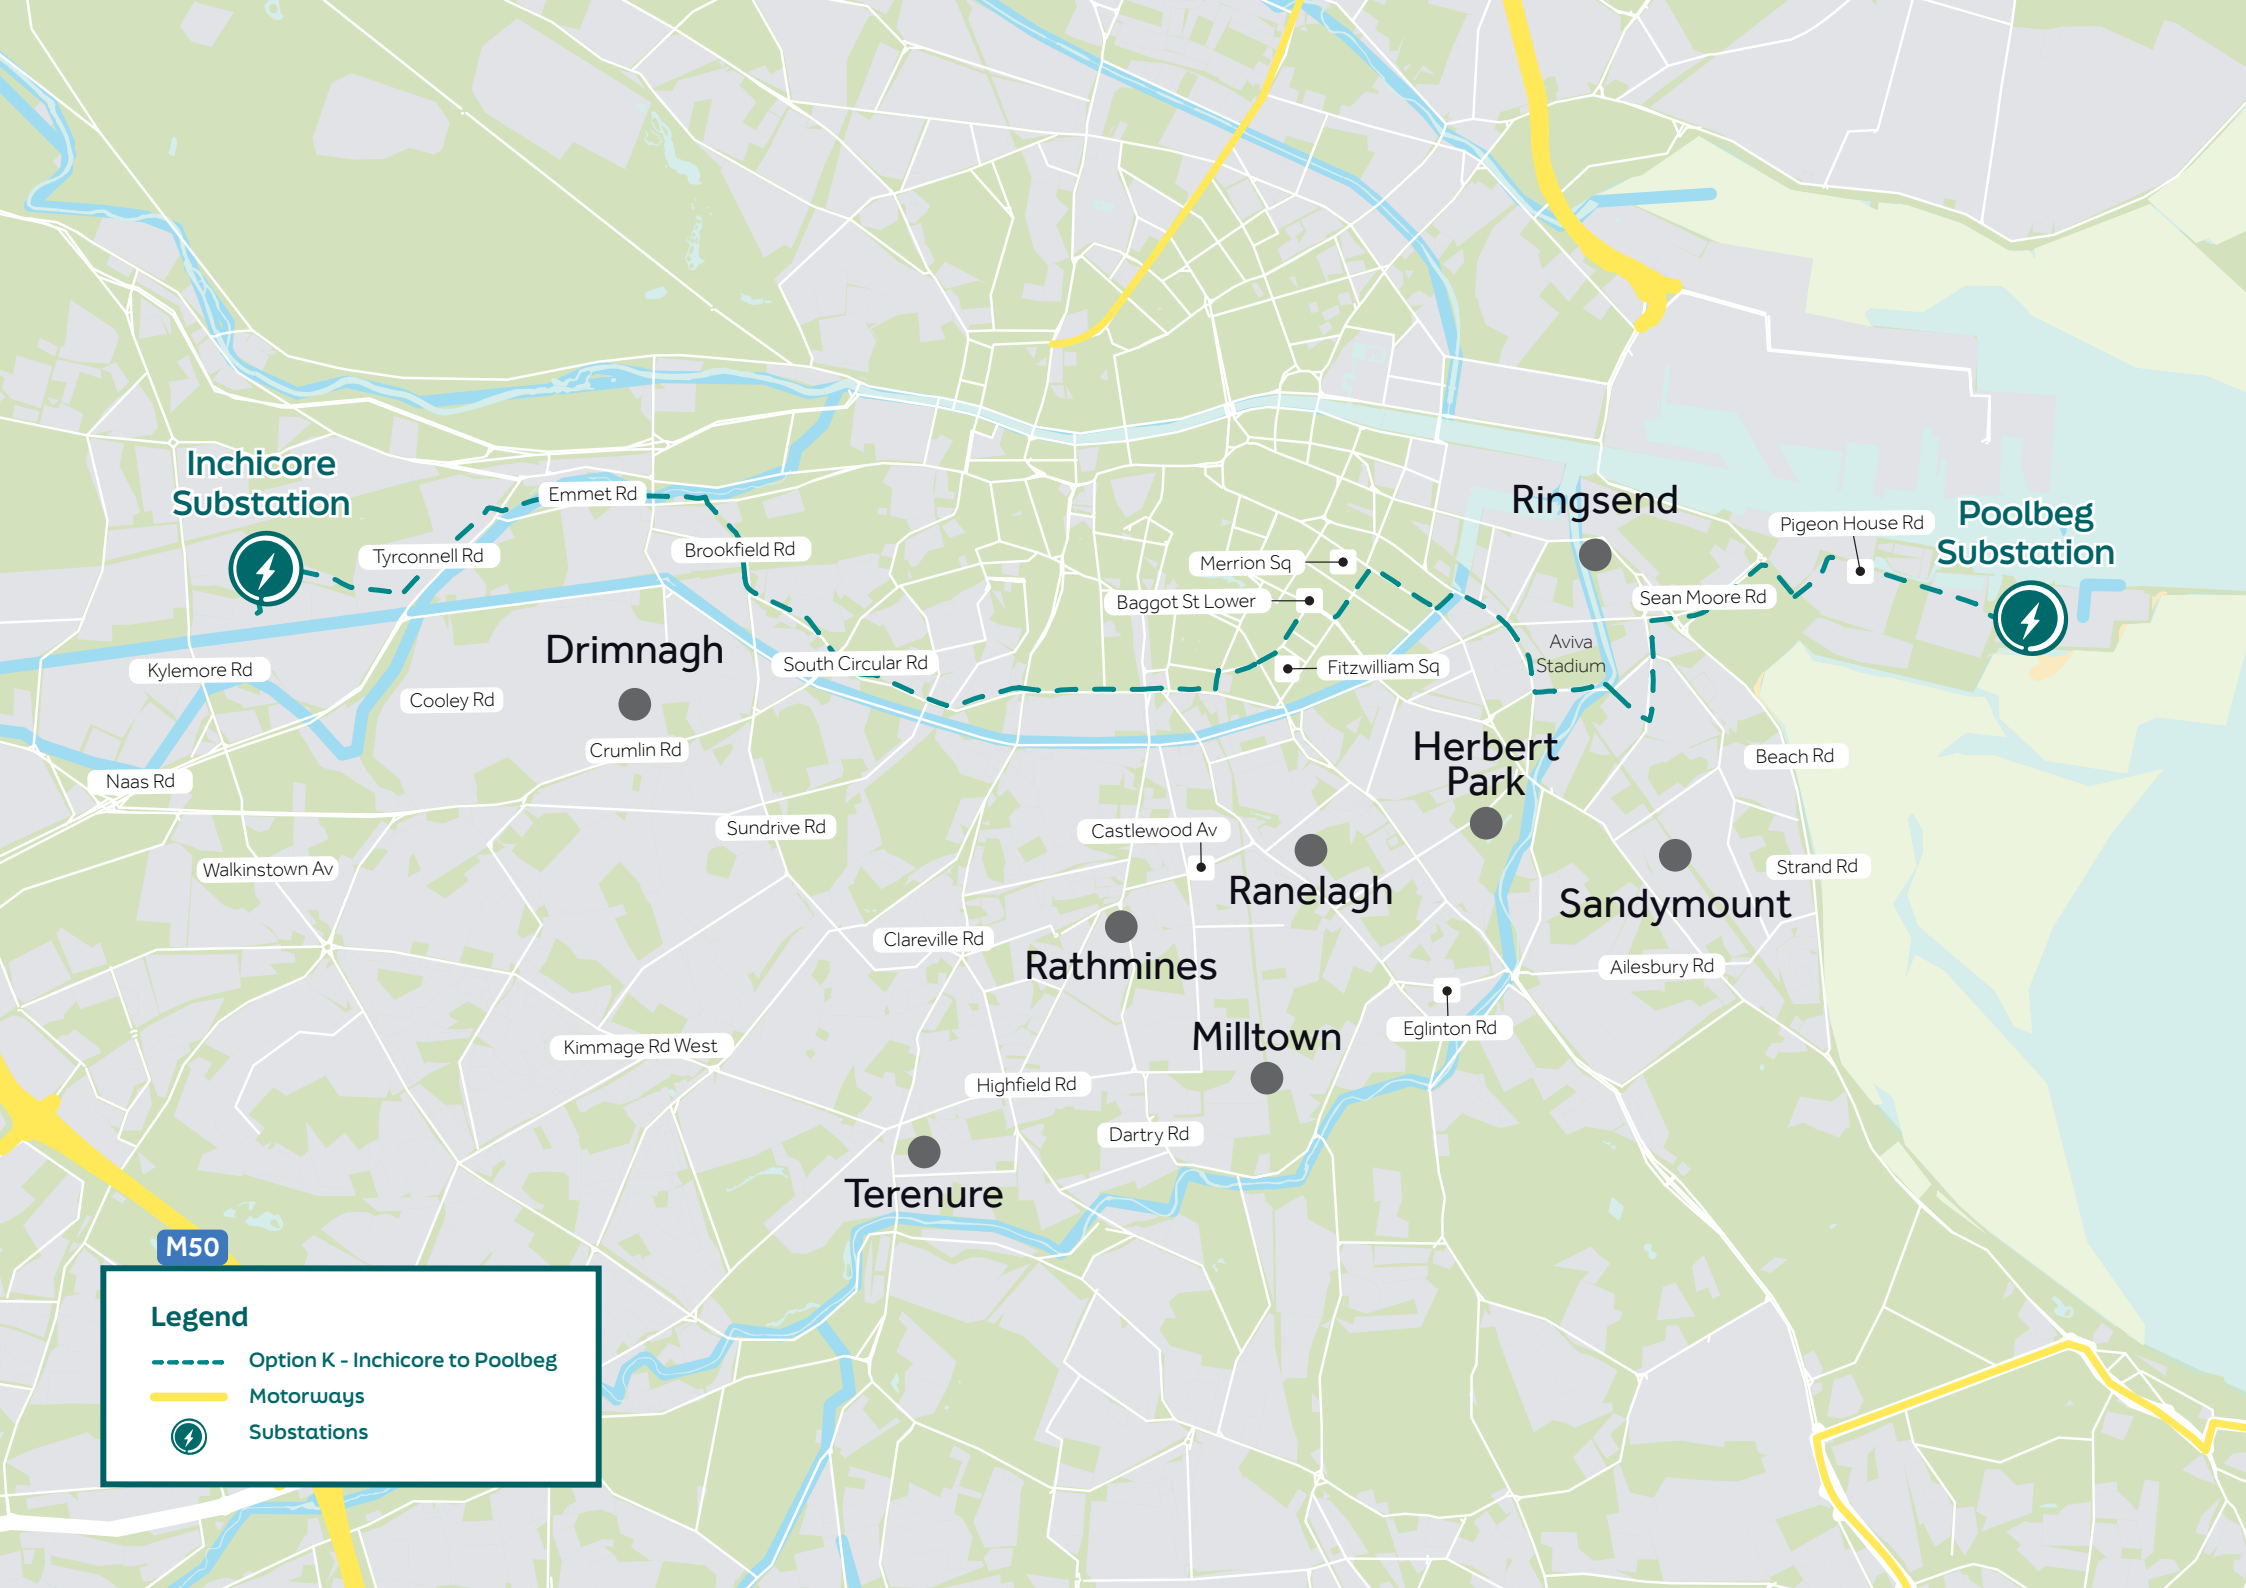 Inchicore
Substation
Emmet Rd
Tyrconnell Rd
Brookfield Rd
Merrion Sq
Baggot St Lower
Ringsend
Pigeon House Rd
Poolbeg
Substation
Sean Moore Rd
Aviva
Stadium
Drimnagh
South Circular Rd
Fitzwilliam Sq
Kylemore Rd
Cooley Rd
Crumlin Rd
Herbert
Park
Beach Rd
Naas Rd
Sundrive Rd
Castlewood Av
Walkinstown Av
Ranelagh
Strand Rd
Sandymount
Clareville Rd
Rathmines
Ailesbury Rd
Eglinton Rd
Milltown
Kimmage Rd West
Highfield Rd
Dartry Rd
Terenure
M50
Legend
Option K - Inchicore to Poolbeg
Motorways
Substations